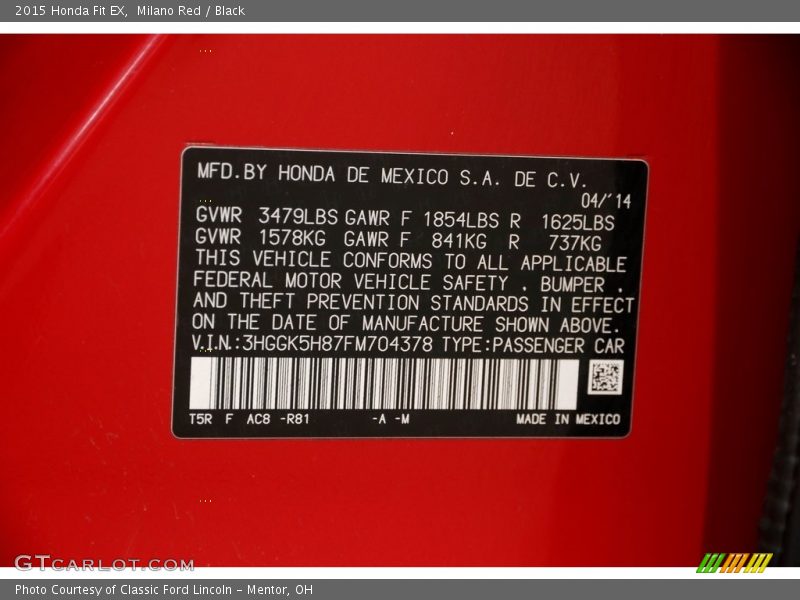 2015 Honda Fit EX, Milano Red / Black
MFD.BY HONDA DE MEXICO S.A. DE C.V.
04/'14
GVWR 3479LBS GAWR F 1854LBS R 1625LBS
GVWR 1578KG GAWR F 841KG R 737KG
THIS VEHICLE CONFORMS TO ALL APPLICABLE
FEDERAL MOTOR VEHICLE SAFETY , BUMPER ,
AND THEFT PREVENTION STANDARDS IN EFFECT
ON THE DATE OF MANUFACTURE SHOWN ABOVE.
V.I.N.:3HGGK5H87FM704378 TYPE:PASSENGER CAR
T5R F AC8 -R81 -A -M MADE IN MEXICO
GTCARLOT.COM
Photo Courtesy of Classic Ford Lincoln - Mentor, OH